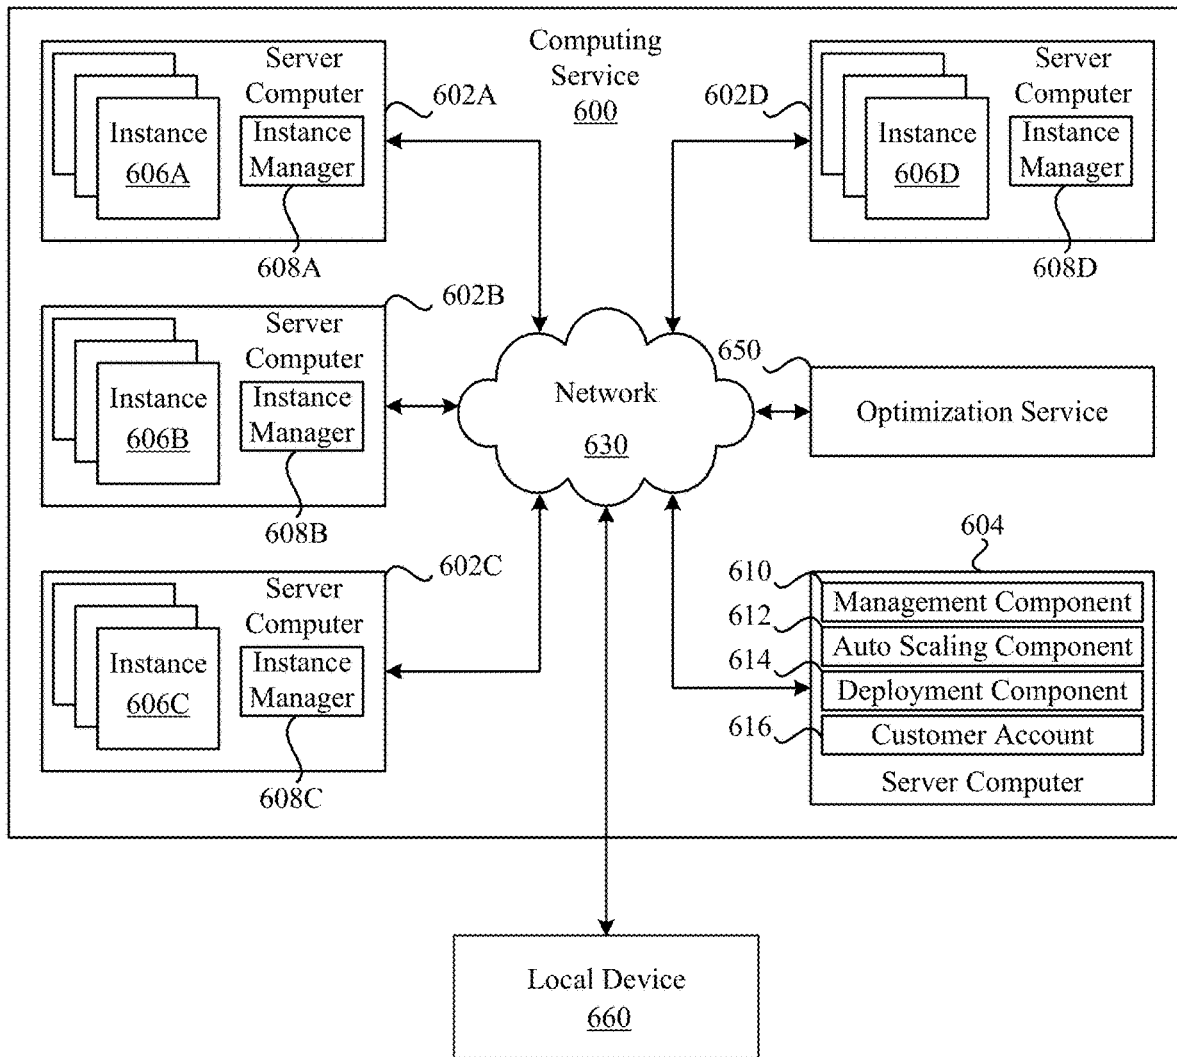 Computing
Service
600
Server
Computer
602A
Instance
606A
Instance
Manager
608A
602D
Server
Computer
Instance
606D
Instance
Manager
608D
602B
Server
Computer
Instance
606B
Instance
Manager
608B
Network
630
650
Optimization Service
602C
Server
Computer
Instance
606C
Instance
Manager
608C
604
610
Management Component
612
Auto Scaling Component
614
Deployment Component
616
Customer Account
Server Computer
Local Device
660